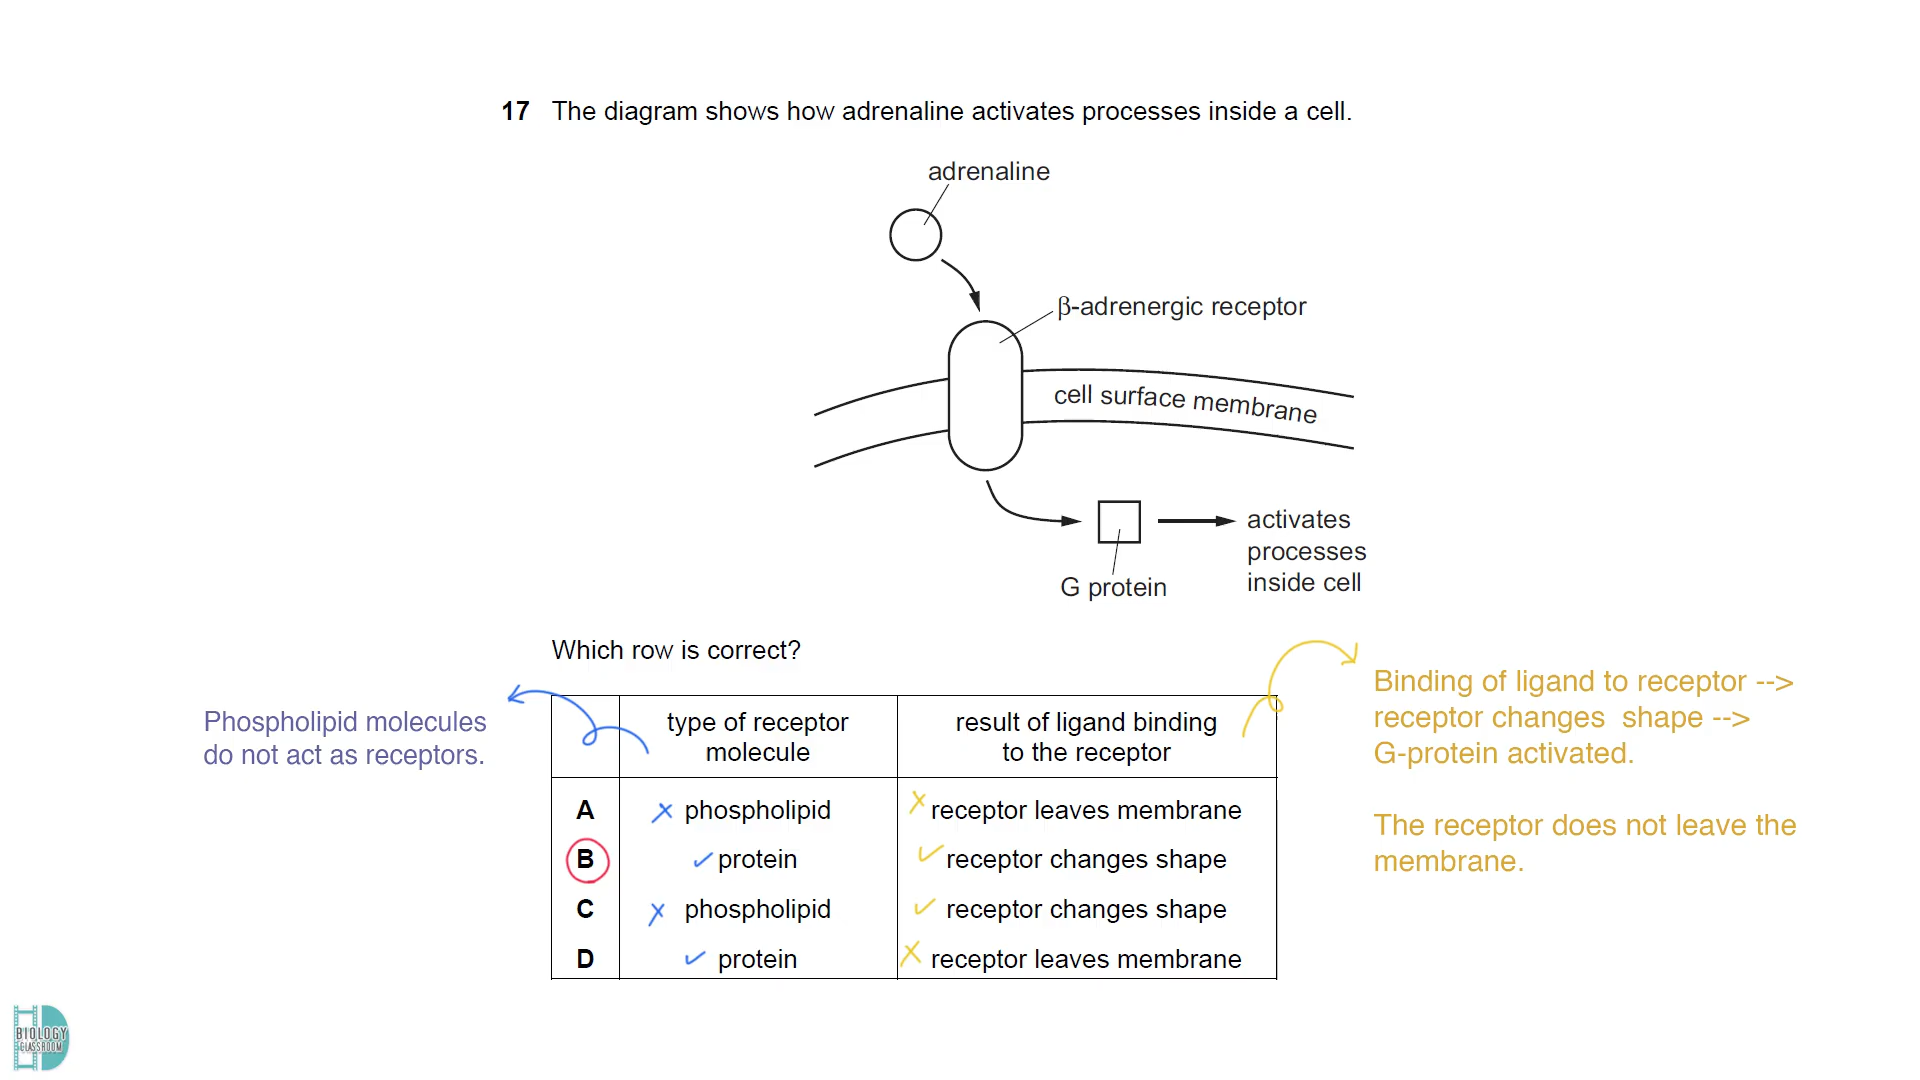 17 The diagram shows how adrenaline activates processes inside a cell.
adrenaline
β-adrenergic receptor
cell surface membrane
activates
processes
inside cell
G protein
Which row is correct?
Phospholipid molecules
do not act as receptors.
Binding of ligand to receptor -->
receptor changes shape -->
G-protein activated.
The receptor does not leave the
membrane.
type of receptor
molecule
result of ligand binding
to the receptor
A phospholipid receptor leaves membrane
B protein receptor changes shape
C phospholipid receptor changes shape
D protein receptor leaves membrane
BIOLOGY
CLASSROOM